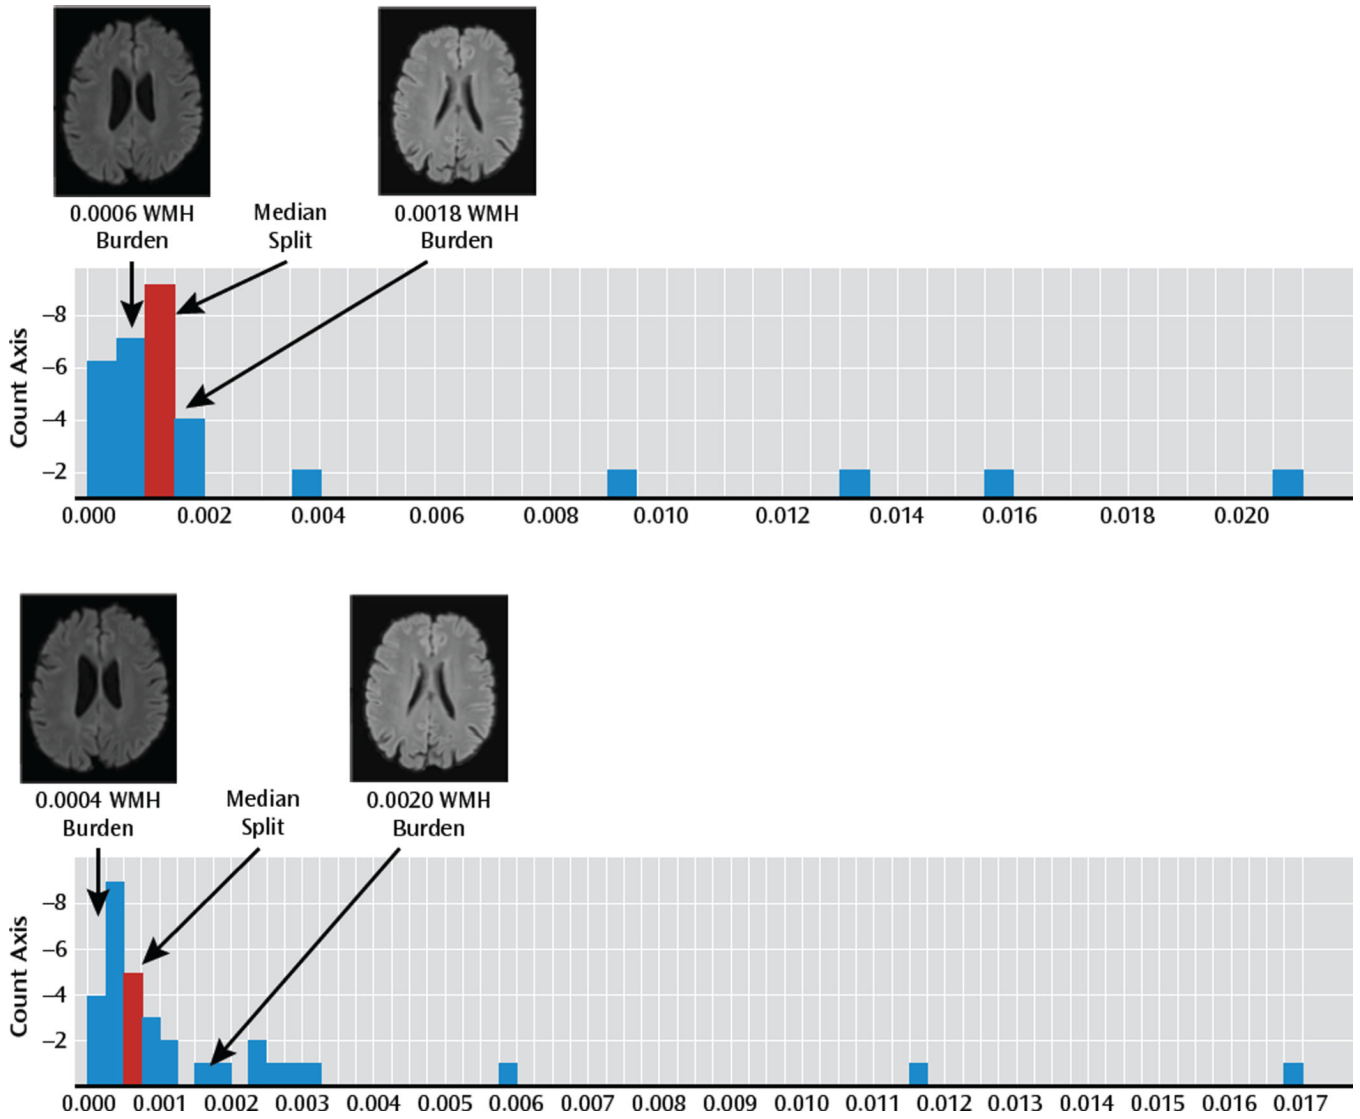 0.0006 WMH
Burden
Median
Split
0.0018 WMH
Burden
Count Axis
–8
–6
–4
–2
0.000 0.002 0.004 0.006 0.008 0.010 0.012 0.014 0.016 0.018 0.020
0.0004 WMH
Burden
Median
Split
0.0020 WMH
Burden
Count Axis
–8
–6
–4
–2
0.000 0.001 0.002 0.003 0.004 0.005 0.006 0.007 0.008 0.009 0.010 0.011 0.012 0.013 0.014 0.015 0.016 0.017